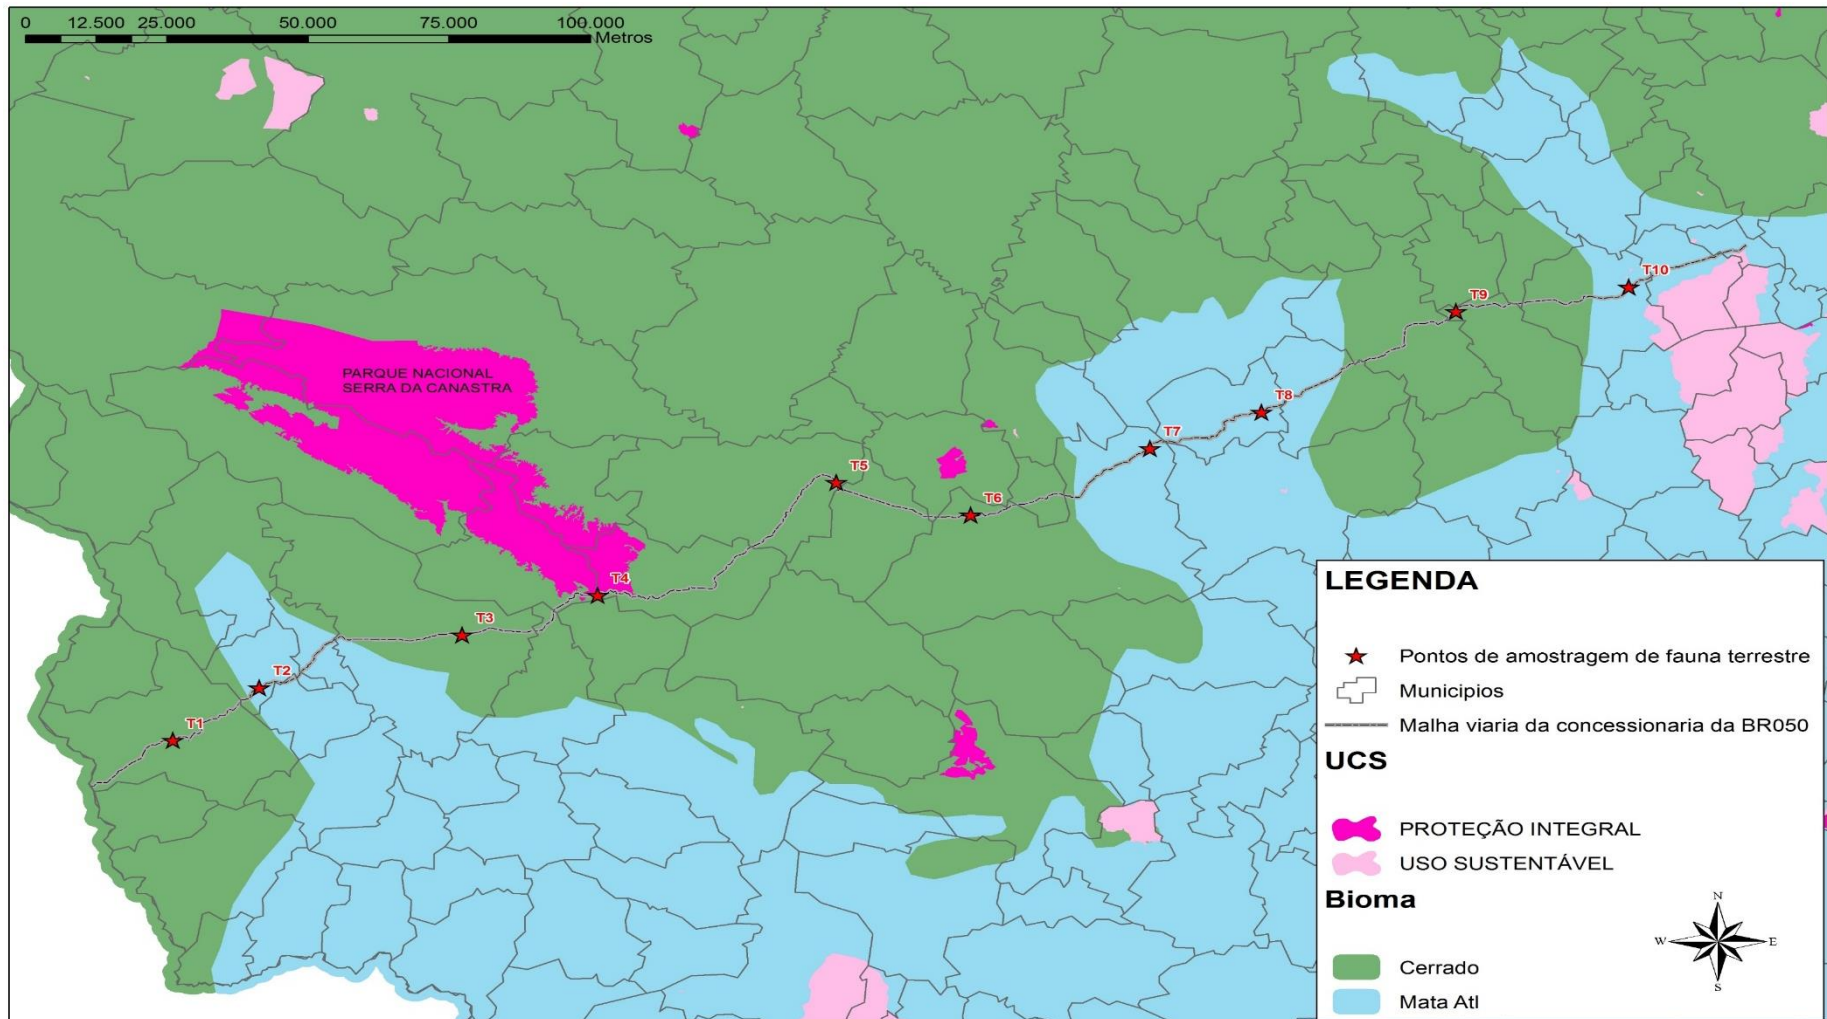 0 12.500 25.000 50.000 75.000 100.000
Metros
PARQUE NACIONAL
SERRA DA CANASTRA
T10
T9
T8
T7
T5
T6
T4
T3
T2
T1
LEGENDA
Pontos de amostragem de fauna terrestre
Municipios
Malha viaria da concessionaria da BR050
UCS
PROTEÇÃO INTEGRAL
USO SUSTENTÁVEL
Bioma
Cerrado
Mata Atl
N
W E
S